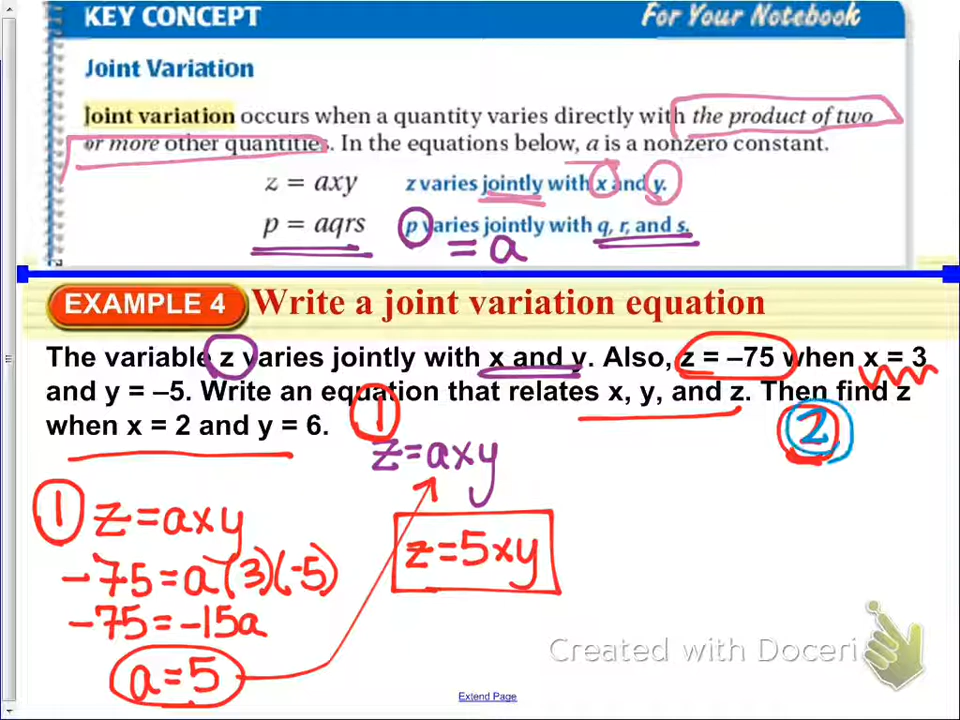 KEY CONCEPT For Your Notebook
Joint Variation
Joint variation occurs when a quantity varies directly with the product of two
or more other quantities. In the equations below, a is a nonzero constant.
z = axy z varies jointly with x and y.
p = aqrs p varies jointly with q, r, and s.
= a
EXAMPLE 4 Write a joint variation equation
The variable z varies jointly with x and y. Also, z = –75 when x = 3
and y = –5. Write an equation that relates x, y, and z. Then find z
when x = 2 and y = 6.
1 2
z=axy
1 z=axy
-75=a(3)(-5)
z=5xy
-75=-15a
a=5
Created with Doceri
Extend Page